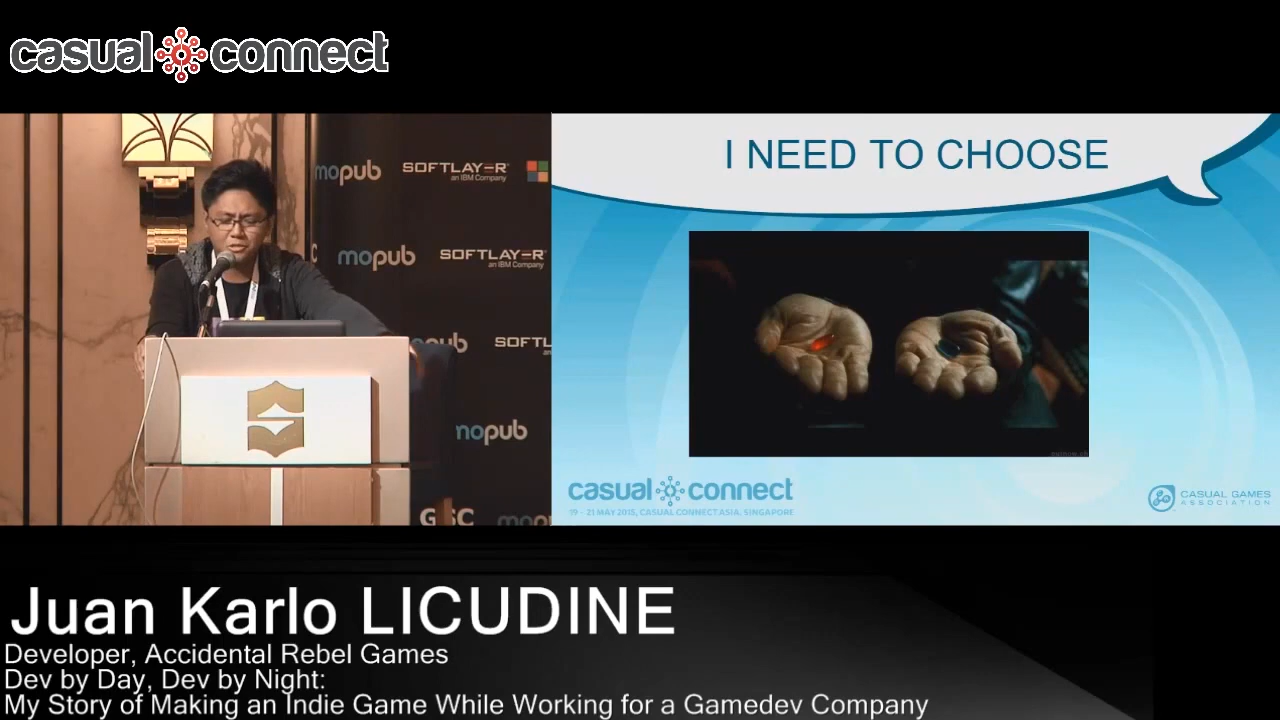 casual connect
I NEED TO CHOOSE
mopub
SOFTLAYER
an IBM Company
mopub
SOFTLAYER
an IBM Company
SOFTL
mopub
casual connect
19 - 21 MAY 2015, CASUAL CONNECT ASIA, SINGAPORE
CASUAL GAMES
ASSOCIATION
Juan Karlo LICUDINE
Developer, Accidental Rebel Games
Dev by Day, Dev by Night:
My Story of Making an Indie Game While Working for a Gamedev Company